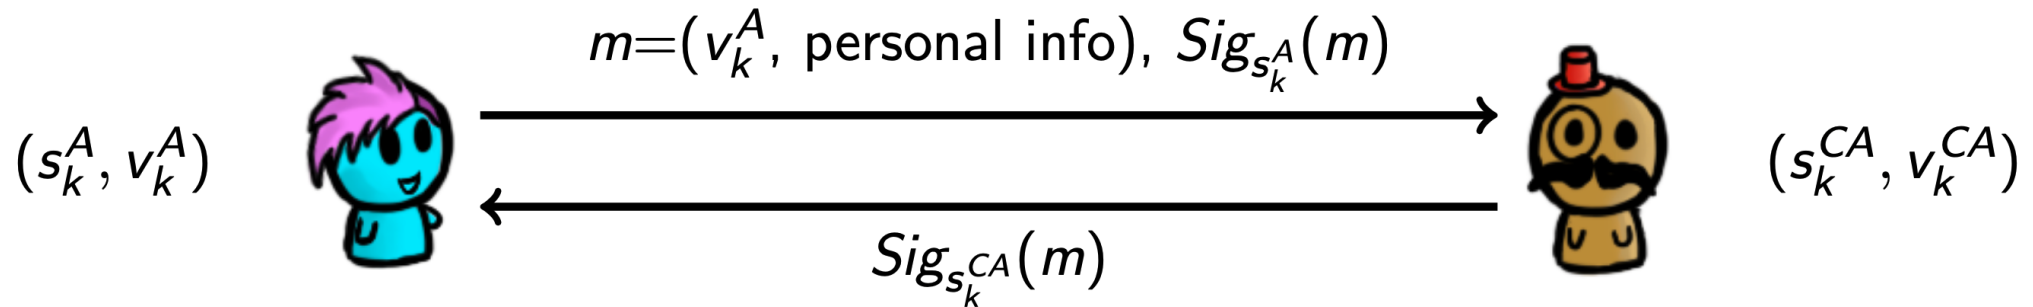 m=(v_k^A, personal info), Sig_{s_k^A}(m)
(s_k^A, v_k^A)
(s_k^{CA}, v_k^{CA})
Sig_{s_k^{CA}}(m)